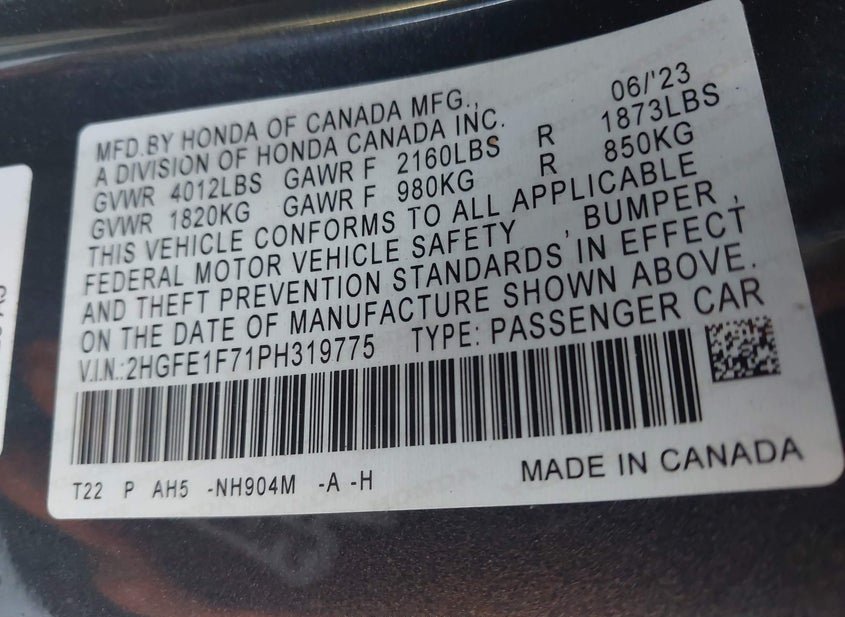 MFD.BY HONDA OF CANADA MFG., 06/'23
A DIVISION OF HONDA CANADA INC.
GVWR 4012LBS GAWR F 2160LBS R 1873LBS
GVWR 1820KG GAWR F 980KG R 850KG
THIS VEHICLE CONFORMS TO ALL APPLICABLE
FEDERAL MOTOR VEHICLE SAFETY , BUMPER ,
AND THEFT PREVENTION STANDARDS IN EFFECT
ON THE DATE OF MANUFACTURE SHOWN ABOVE.
V.I.N.:2HGFE1F71PH319775 TYPE: PASSENGER CAR
T22 P AH5 -NH904M -A -H MADE IN CANADA